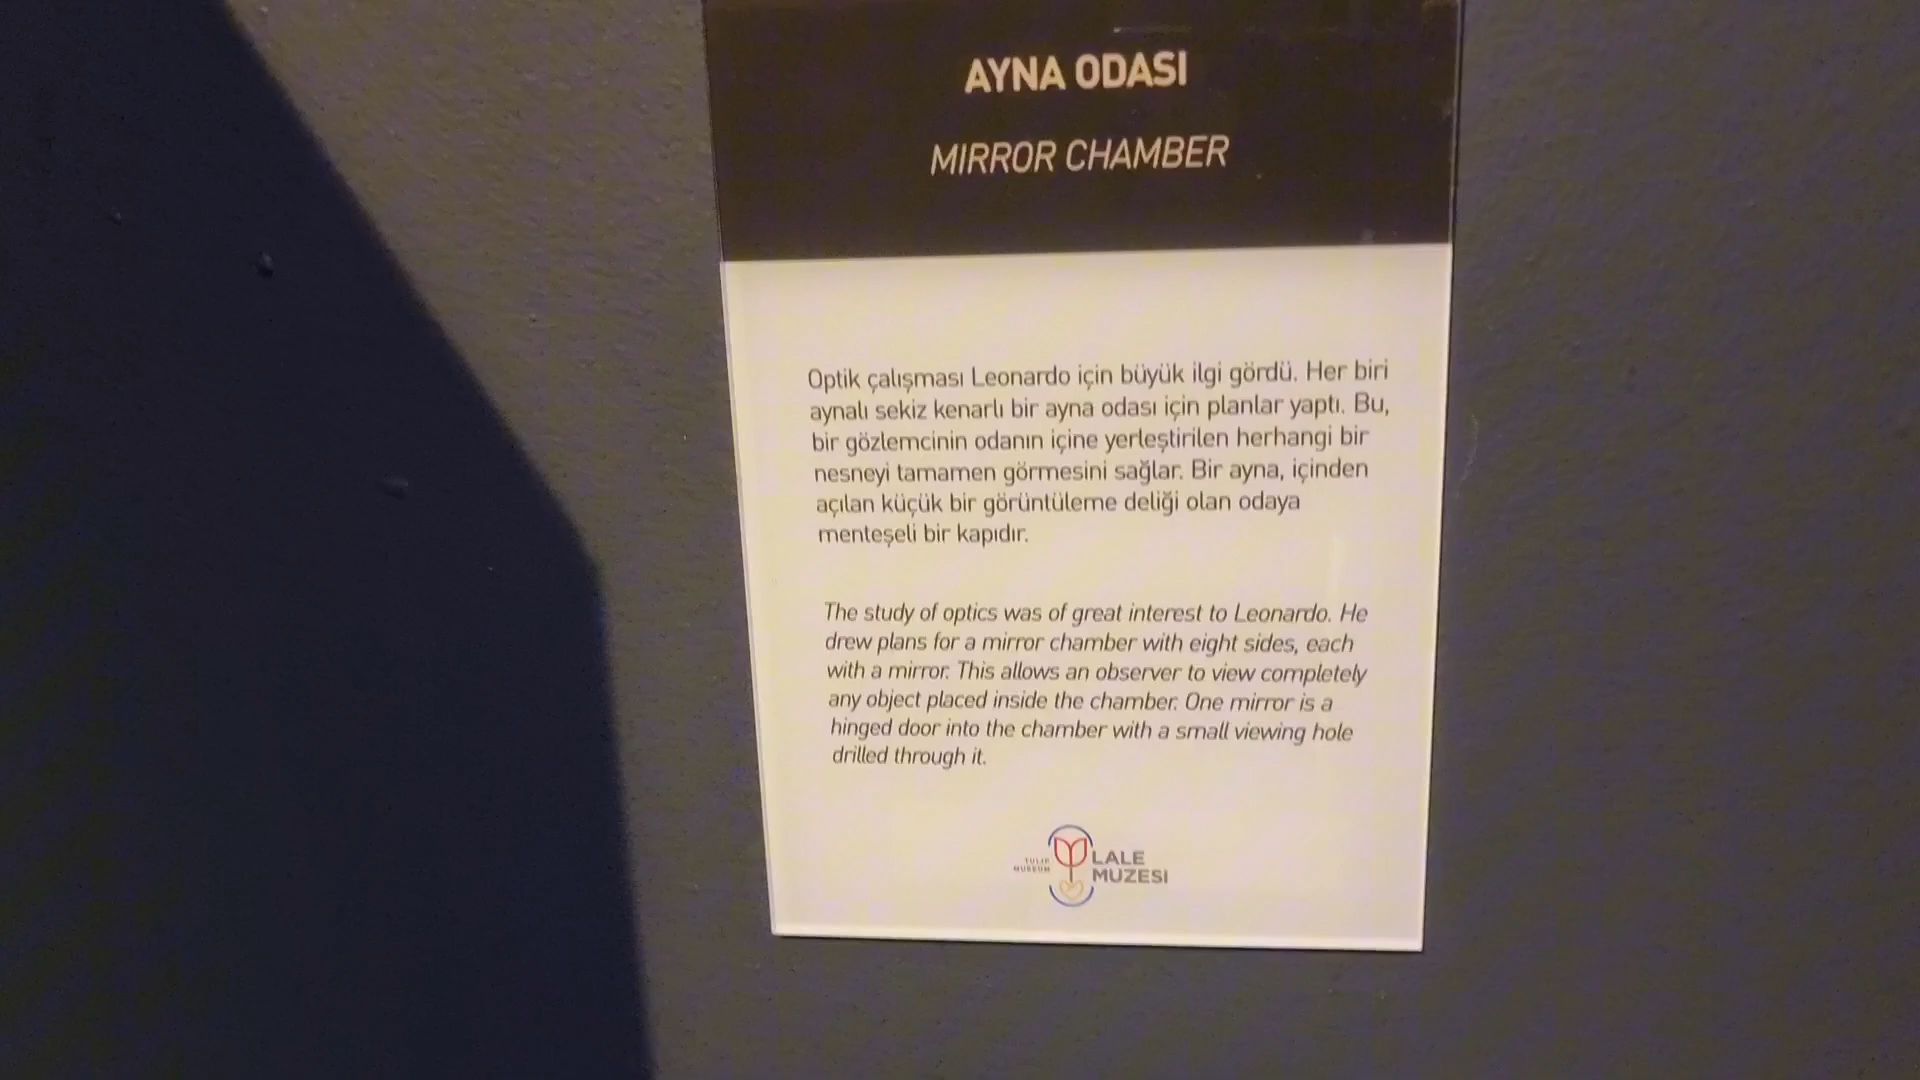 AYNA ODASI
MIRROR CHAMBER
Optik çalışması Leonardo için büyük ilgi gördü. Her biri
aynalı sekiz kenarlı bir ayna odası için planlar yaptı. Bu,
bir gözlemcinin odanın içine yerleştirilen herhangi bir
nesneyi tamamen görmesini sağlar. Bir ayna, içinden
açılan küçük bir görüntüleme deliği olan odaya
menteşeli bir kapıdır.
The study of optics was of great interest to Leonardo. He
drew plans for a mirror chamber with eight sides, each
with a mirror. This allows an observer to view completely
any object placed inside the chamber. One mirror is a
hinged door into the chamber with a small viewing hole
drilled through it.
TULIP
MUSEUM
LALE
MÜZESİ